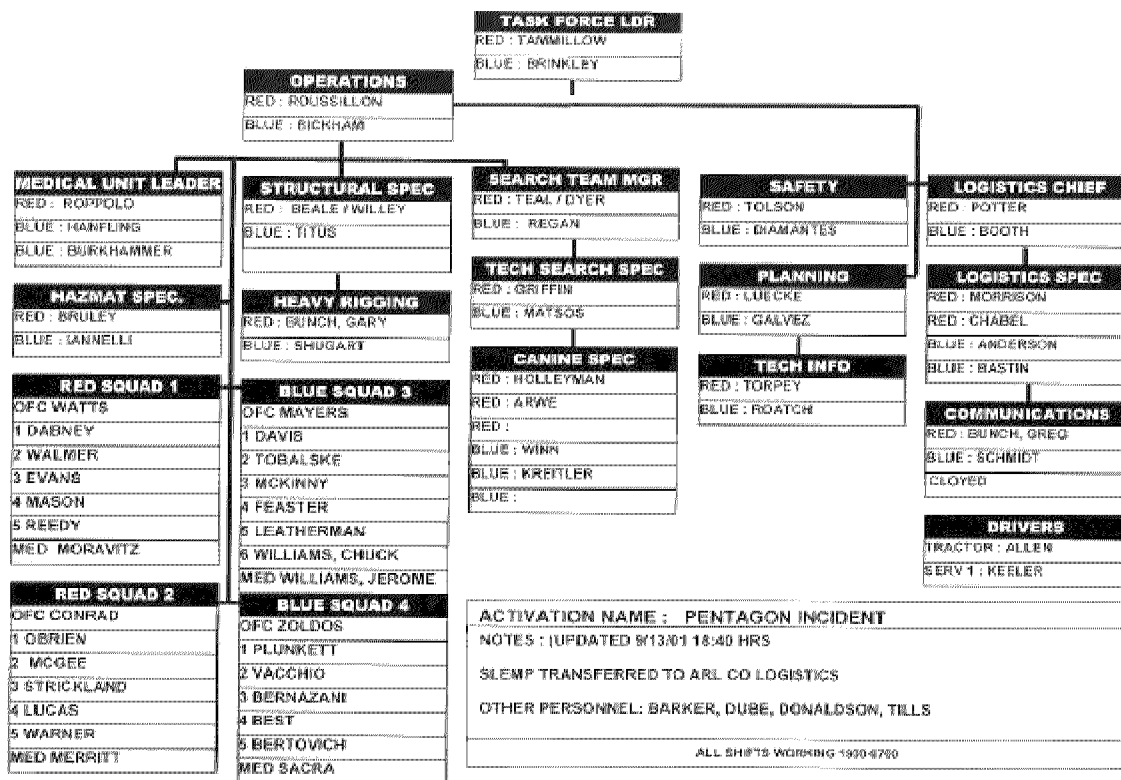 TASK FORCE LDR
RED : TAMMILLOW
BLUE : BRINKLEY
OPERATIONS
RED : ROUSSILLON
BLUE : BICKHAM
MEDICAL UNIT LEADER
RED : ROPPOLO
BLUE : HANFLING
BLUE : BURKHAMMER
HAZMAT SPEC.
RED : BRULEY
BLUE : IANNELLI
RED SQUAD 1
OFC WATTS
1 DABNEY
2 WALMER
3 EVANS
4 MASON
5 REEDY
MED MORAVITZ
RED SQUAD 2
OFC CONRAD
1 OBRIEN
2 MCGEE
3 STRICKLAND
4 LUCAS
5 WARNER
MED MERRITT
STRUCTURAL SPEC
RED : BEALE / WILLEY
BLUE : TITUS
HEAVY RIGGING
RED : BUNCH, GARY
BLUE : SHUGART
BLUE SQUAD 3
OFC MAYERS
1 DAVIS
2 TOBALSKE
3 MCKINNY
4 FEASTER
5 LEATHERMAN
6 WILLIAMS, CHUCK
MED WILLIAMS, JEROME
BLUE SQUAD 4
OFC ZOLDOS
1 PLUNKETT
2 VACCHIO
3 BERNAZANI
4 BEST
5 BERTOVICH
MED SACRA
SEARCH TEAM MGR
RED : TEAL / DYER
BLUE : REGAN
TECH SEARCH SPEC
RED : GRIFFIN
BLUE : MATSOS
CANINE SPEC
RED : HOLLEYMAN
RED : ARWE
RED :
BLUE : WINN
BLUE : KREITLER
BLUE :
SAFETY
RED : TOLSON
BLUE : DIAMANTES
PLANNING
RED : LUECKE
BLUE : GALVEZ
TECH INFO
RED : TORPEY
BLUE : ROATCH
LOGISTICS CHIEF
RED : POTTER
BLUE : BOOTH
LOGISTICS SPEC
RED : MORRISON
RED : CHABEL
BLUE : ANDERSON
BLUE : BASTIN
COMMUNICATIONS
RED : BUNCH, GREG
BLUE : SCHMIDT
CLOYED
DRIVERS
TRACTOR : ALLEN
SERV 1 : KEELER
ACTIVATION NAME : PENTAGON INCIDENT
NOTES : (UPDATED 9/13/01 18:40 HRS
SLEMP TRANSFERRED TO ARL CO LOGISTICS
OTHER PERSONNEL: BARKER, DUBE, DONALDSON, TILLS
ALL SHIFTS WORKING